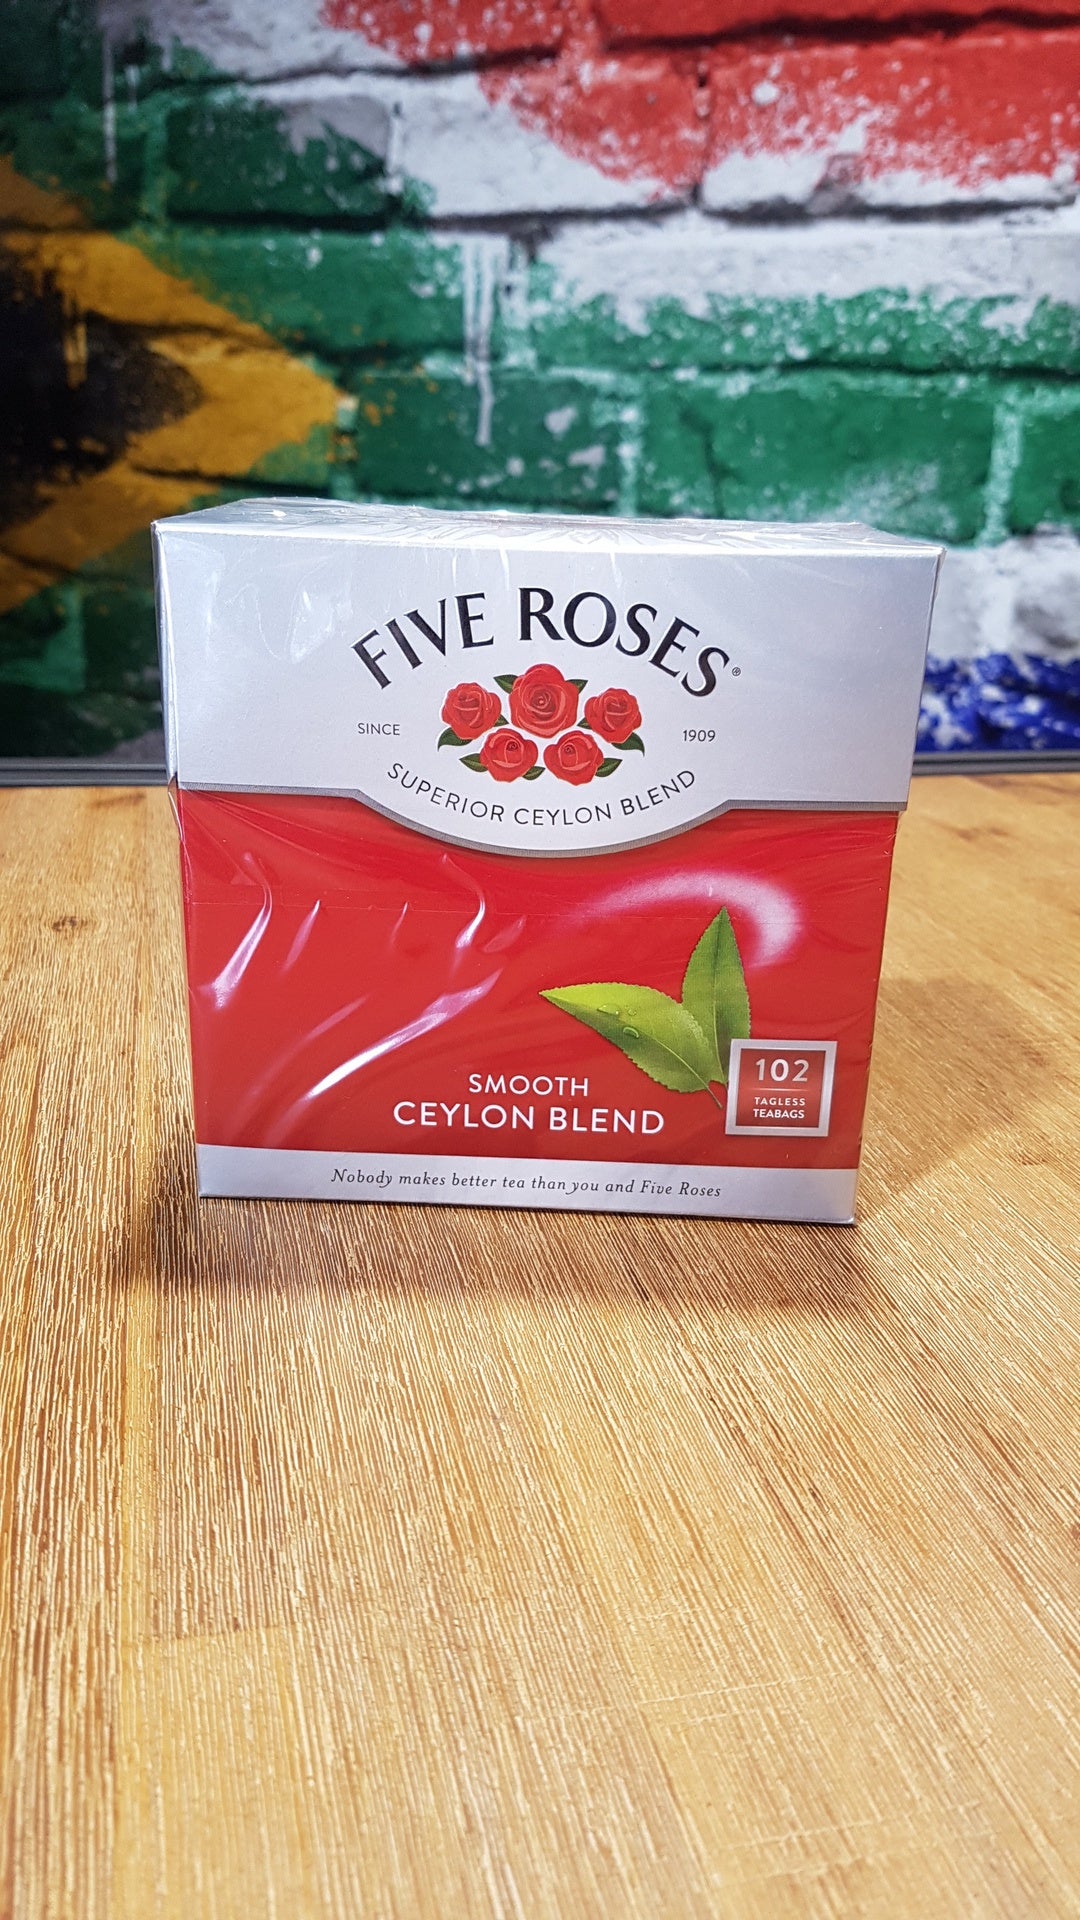 FIVE ROSES®
SINCE 1909
SUPERIOR CEYLON BLEND
SMOOTH
CEYLON BLEND
102
TAGLESS
TEABAGS
Nobody makes better tea than you and Five Roses